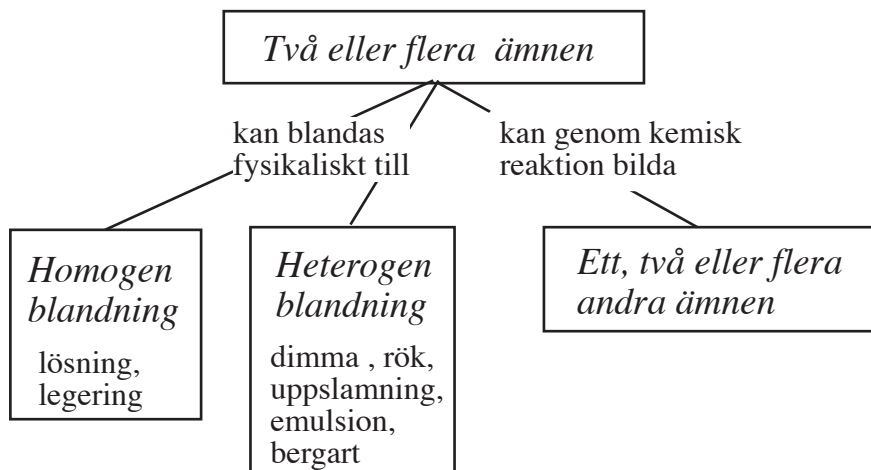 Två eller flera ämnen
kan blandas
fysikaliskt till
kan genom kemisk
reaktion bilda
Homogen
blandning
lösning,
legering
Heterogen
blandning
dimma , rök,
uppslamning,
emulsion,
bergart
Ett, två eller flera
andra ämnen